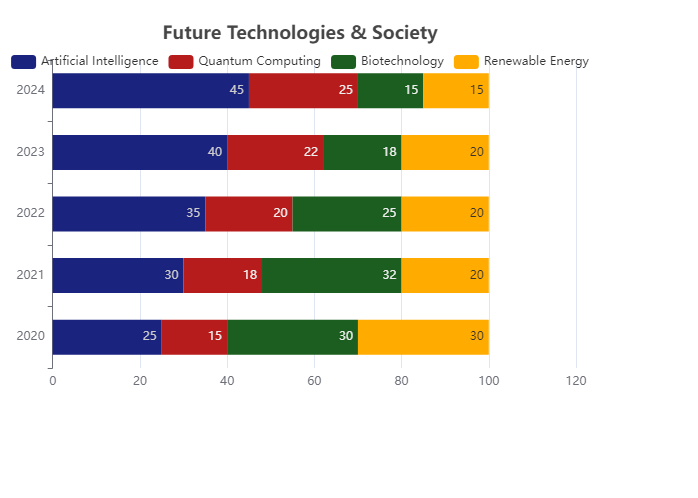 Future Technologies & Society
Artificial Intelligence Quantum Computing Biotechnology Renewable Energy
2024 45 25 15 15
2023 40 22 18 20
2022 35 20 25 20
2021 30 18 32 20
2020 25 15 30 30
0 20 40 60 80 100 120